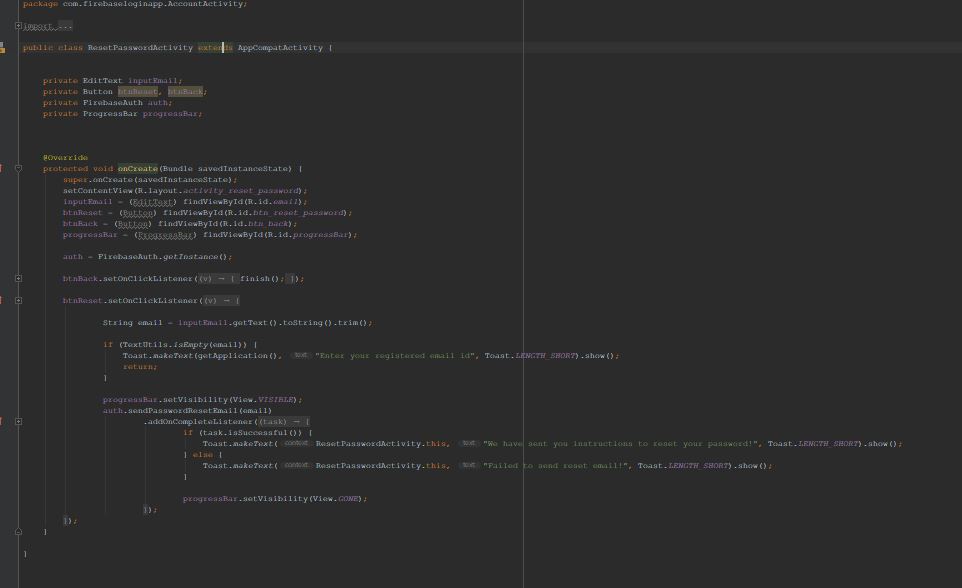 package com.firebaseloginapp.AccountActivity;
import ...
public class ResetPasswordActivity extends AppCompatActivity {
private EditText inputEmail;
private Button btnReset, btnBack;
private FirebaseAuth auth;
private ProgressBar progressBar;
@Override
protected void onCreate(Bundle savedInstanceState) {
super.onCreate(savedInstanceState);
setContentView(R.layout.activity_reset_password);
inputEmail = (EditText) findViewById(R.id.email);
btnReset = (Button) findViewById(R.id.btn_reset_password);
btnBack = (Button) findViewById(R.id.btn_back);
progressBar = (ProgressBar) findViewById(R.id.progressBar);
auth = FirebaseAuth.getInstance();
btnBack.setOnClickListener((v) → { finish(); });
btnReset.setOnClickListener((v) → {
String email = inputEmail.getText().toString().trim();
if (TextUtils.isEmpty(email)) {
Toast.makeText(getApplication(), text "Enter your registered email id", Toast.LENGTH_SHORT).show();
return;
}
progressBar.setVisibility(View.VISIBLE);
auth.sendPasswordResetEmail(email)
.addOnCompleteListener((task) → {
if (task.isSuccessful()) {
Toast.makeText( context ResetPasswordActivity.this, text "We have sent you instructions to reset your password!", Toast.LENGTH_SHORT).show();
} else {
Toast.makeText( context ResetPasswordActivity.this, text "Failed to send reset email!", Toast.LENGTH_SHORT).show();
}
progressBar.setVisibility(View.GONE);
});
});
}
}